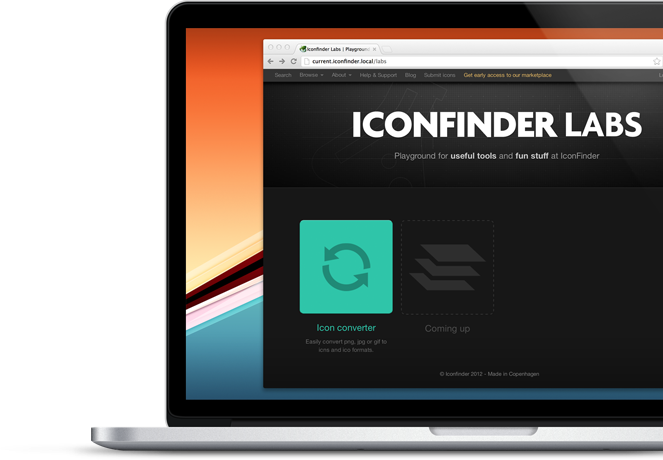 Iconfinder Labs | Playground
current.iconfinder.local/labs
Search Browse About Help & Support Blog Submit icons Get early access to our marketplace
ICONFINDER LABS
Playground for useful tools and fun stuff at IconFinder
Icon converter
Easily convert png, jpg or gif to
icns and ico formats.
Coming up
© Iconfinder 2012 - Made in Copenhagen